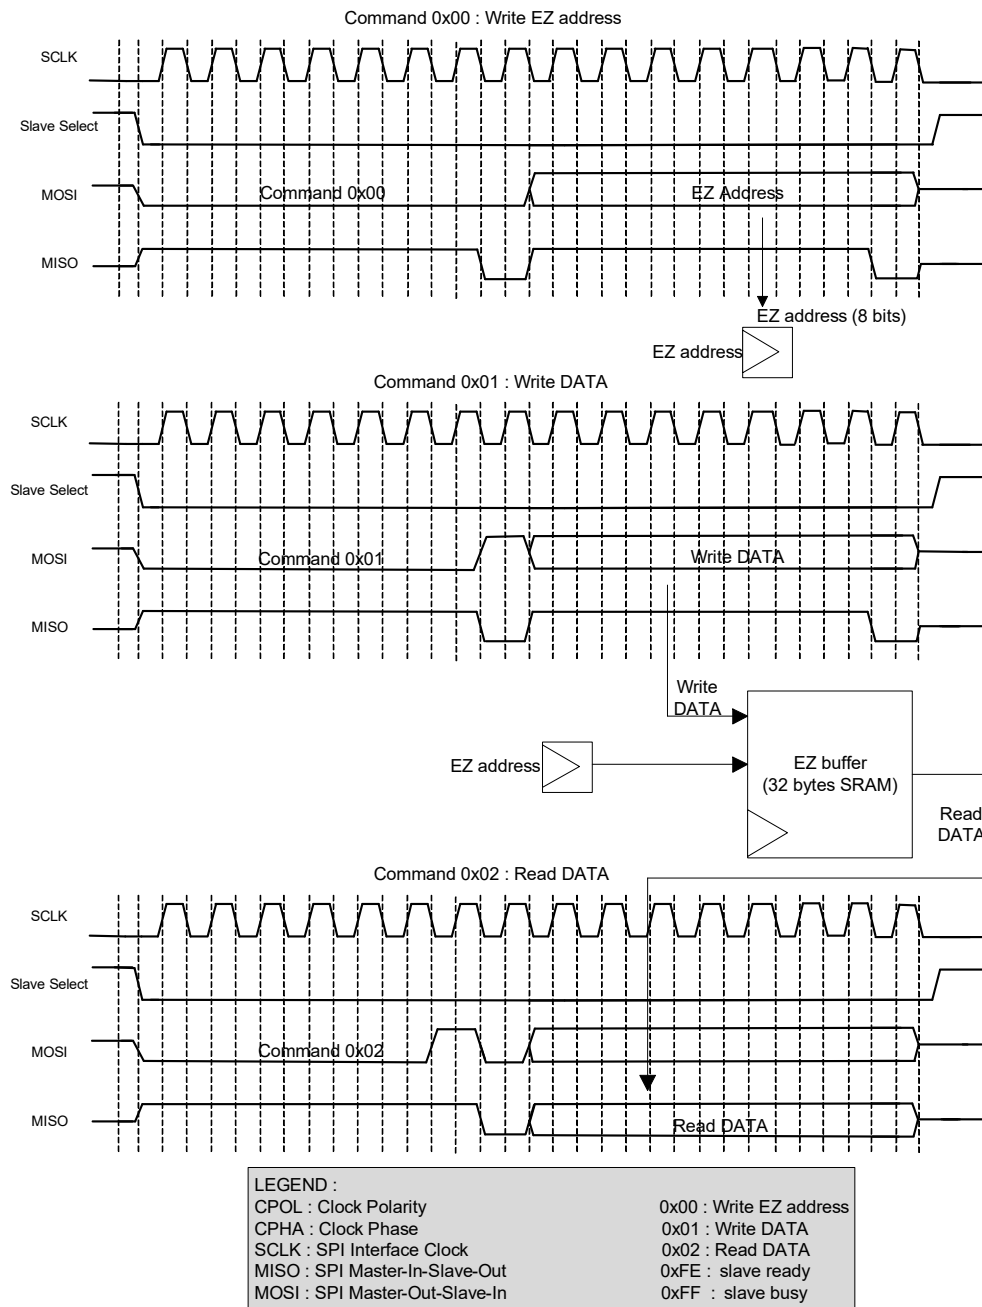 Command 0x00 : Write EZ address
SCLK
Slave Select
MOSI
Command 0x00
EZ Address
MISO
EZ address (8 bits)
EZ address
Command 0x01 : Write DATA
SCLK
Slave Select
MOSI
Command 0x01
Write DATA
MISO
Write
DATA
EZ address
EZ buffer
(32 bytes SRAM)
Read
DATA
Command 0x02 : Read DATA
SCLK
Slave Select
MOSI
Command 0x02
MISO
Read DATA
LEGEND :
CPOL : Clock Polarity
0x00 : Write EZ address
CPHA : Clock Phase
0x01 : Write DATA
SCLK : SPI Interface Clock
0x02 : Read DATA
MISO : SPI Master-In-Slave-Out
0xFE : slave ready
MOSI : SPI Master-Out-Slave-In
0xFF : slave busy